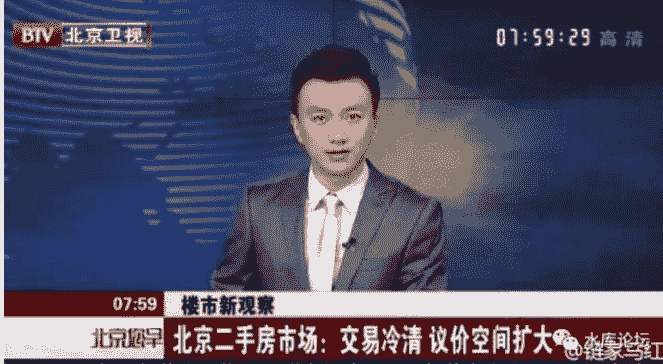 BTV 北京卫视
07:59:29 高清
07:59 楼市新观察
北京您早 北京二手房市场：交易冷清 议价空间扩大
水库论坛